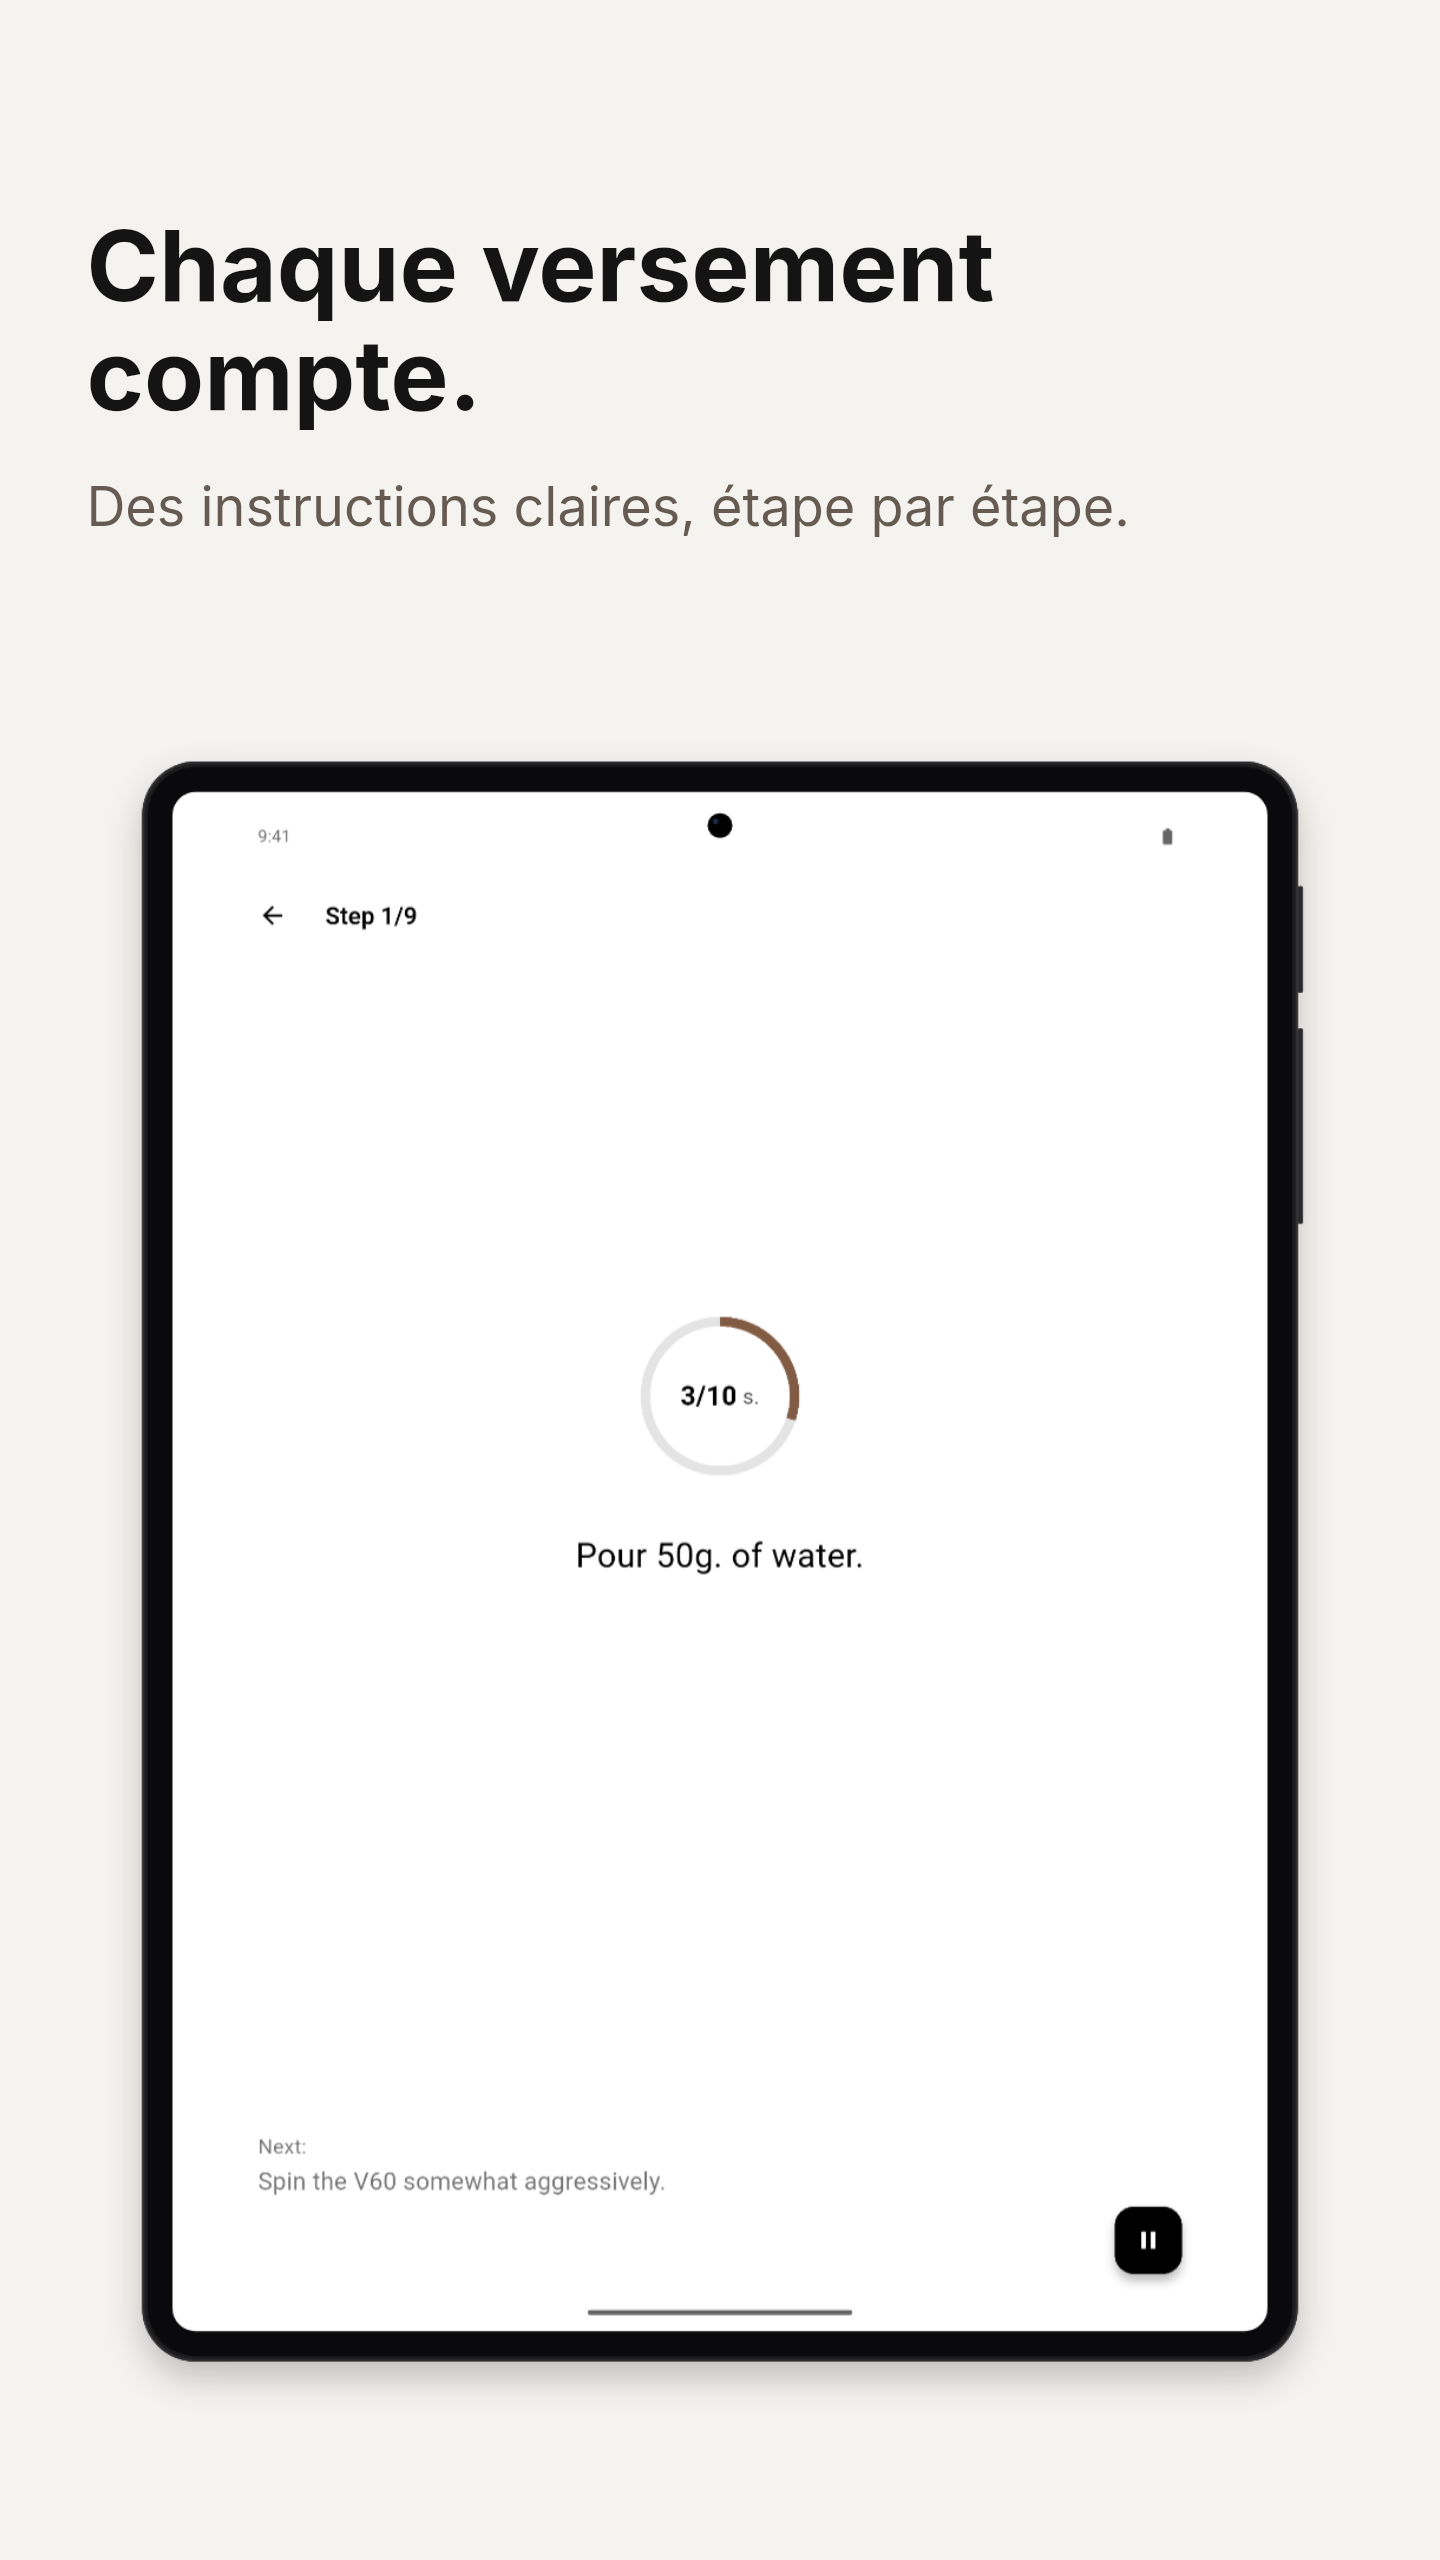 Chaque versement
compte.
Des instructions claires, étape par étape.
9:41
Step 1/9
3/10 s.
Pour 50g. of water.
Next:
Spin the V60 somewhat aggressively.